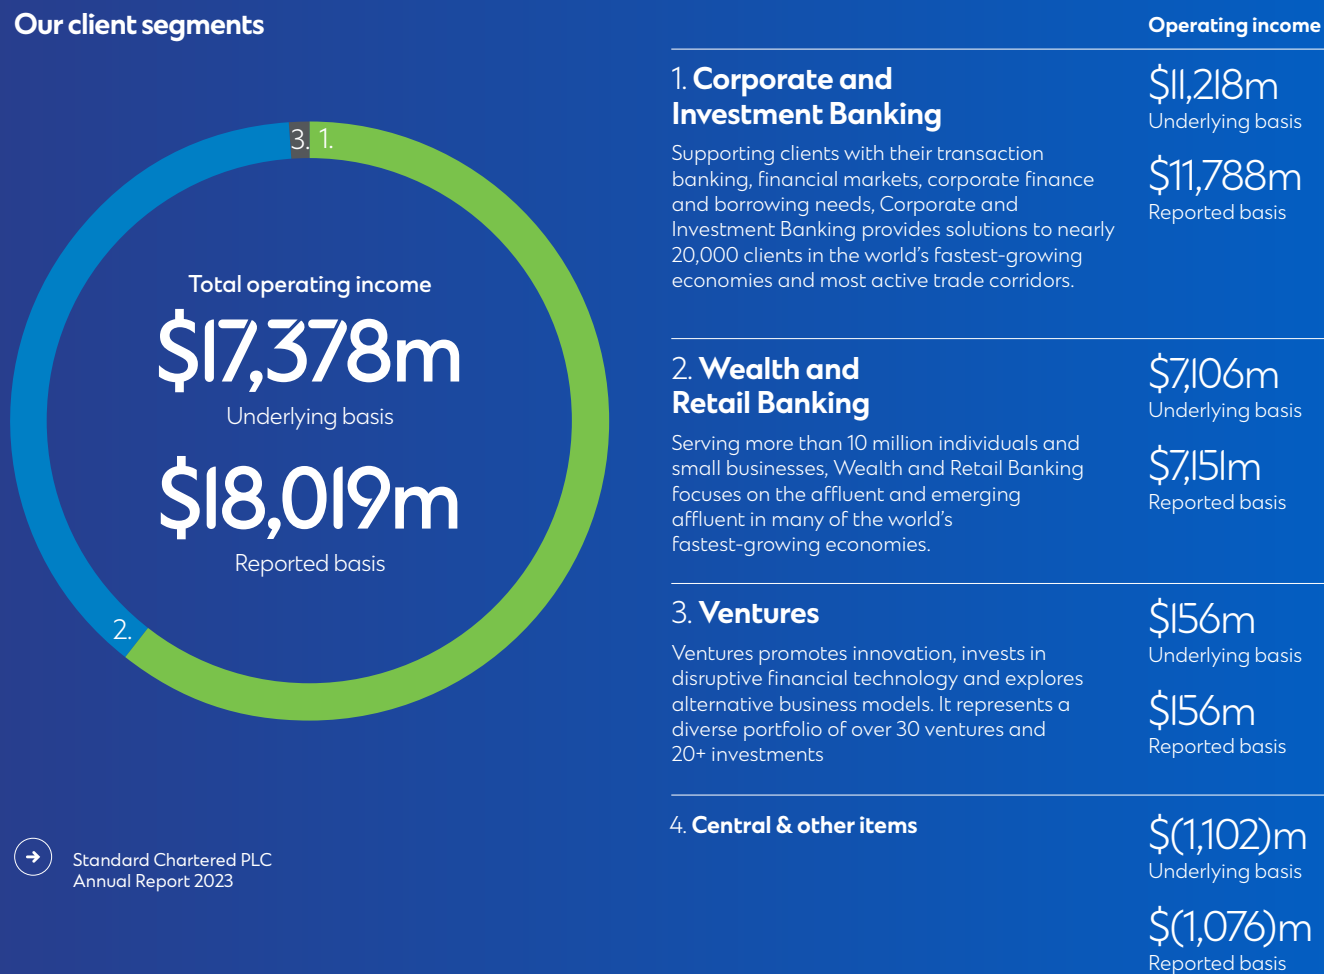 Our client segments
3. 1.
Total operating income
$17,378m
Underlying basis
$18,019m
Reported basis
2.
Standard Chartered PLC
Annual Report 2023
Operating income
1. Corporate and
Investment Banking
Supporting clients with their transaction
banking, financial markets, corporate finance
and borrowing needs, Corporate and
Investment Banking provides solutions to nearly
20,000 clients in the world's fastest-growing
economies and most active trade corridors.
$11,218m
Underlying basis
$11,788m
Reported basis
2. Wealth and
Retail Banking
Serving more than 10 million individuals and
small businesses, Wealth and Retail Banking
focuses on the affluent and emerging
affluent in many of the world's
fastest-growing economies.
$7,106m
Underlying basis
$7,151m
Reported basis
3. Ventures
Ventures promotes innovation, invests in
disruptive financial technology and explores
alternative business models. It represents a
diverse portfolio of over 30 ventures and
20+ investments
$156m
Underlying basis
$156m
Reported basis
4. Central & other items
$(1,102)m
Underlying basis
$(1,076)m
Reported basis